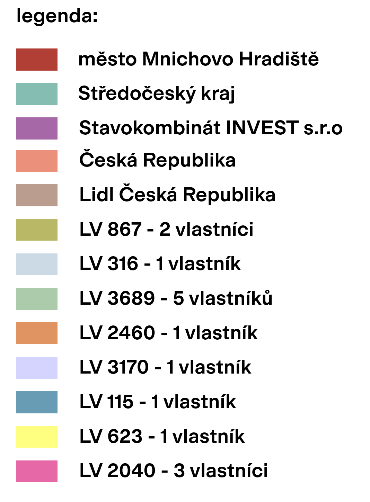 legenda:
město Mnichovo Hradiště
Středočeský kraj
Stavokombinát INVEST s.r.o
Česká Republika
Lidl Česká Republika
LV 867 - 2 vlastníci
LV 316 - 1 vlastník
LV 3689 - 5 vlastníků
LV 2460 - 1 vlastník
LV 3170 - 1 vlastník
LV 115 - 1 vlastník
LV 623 - 1 vlastník
LV 2040 - 3 vlastníci